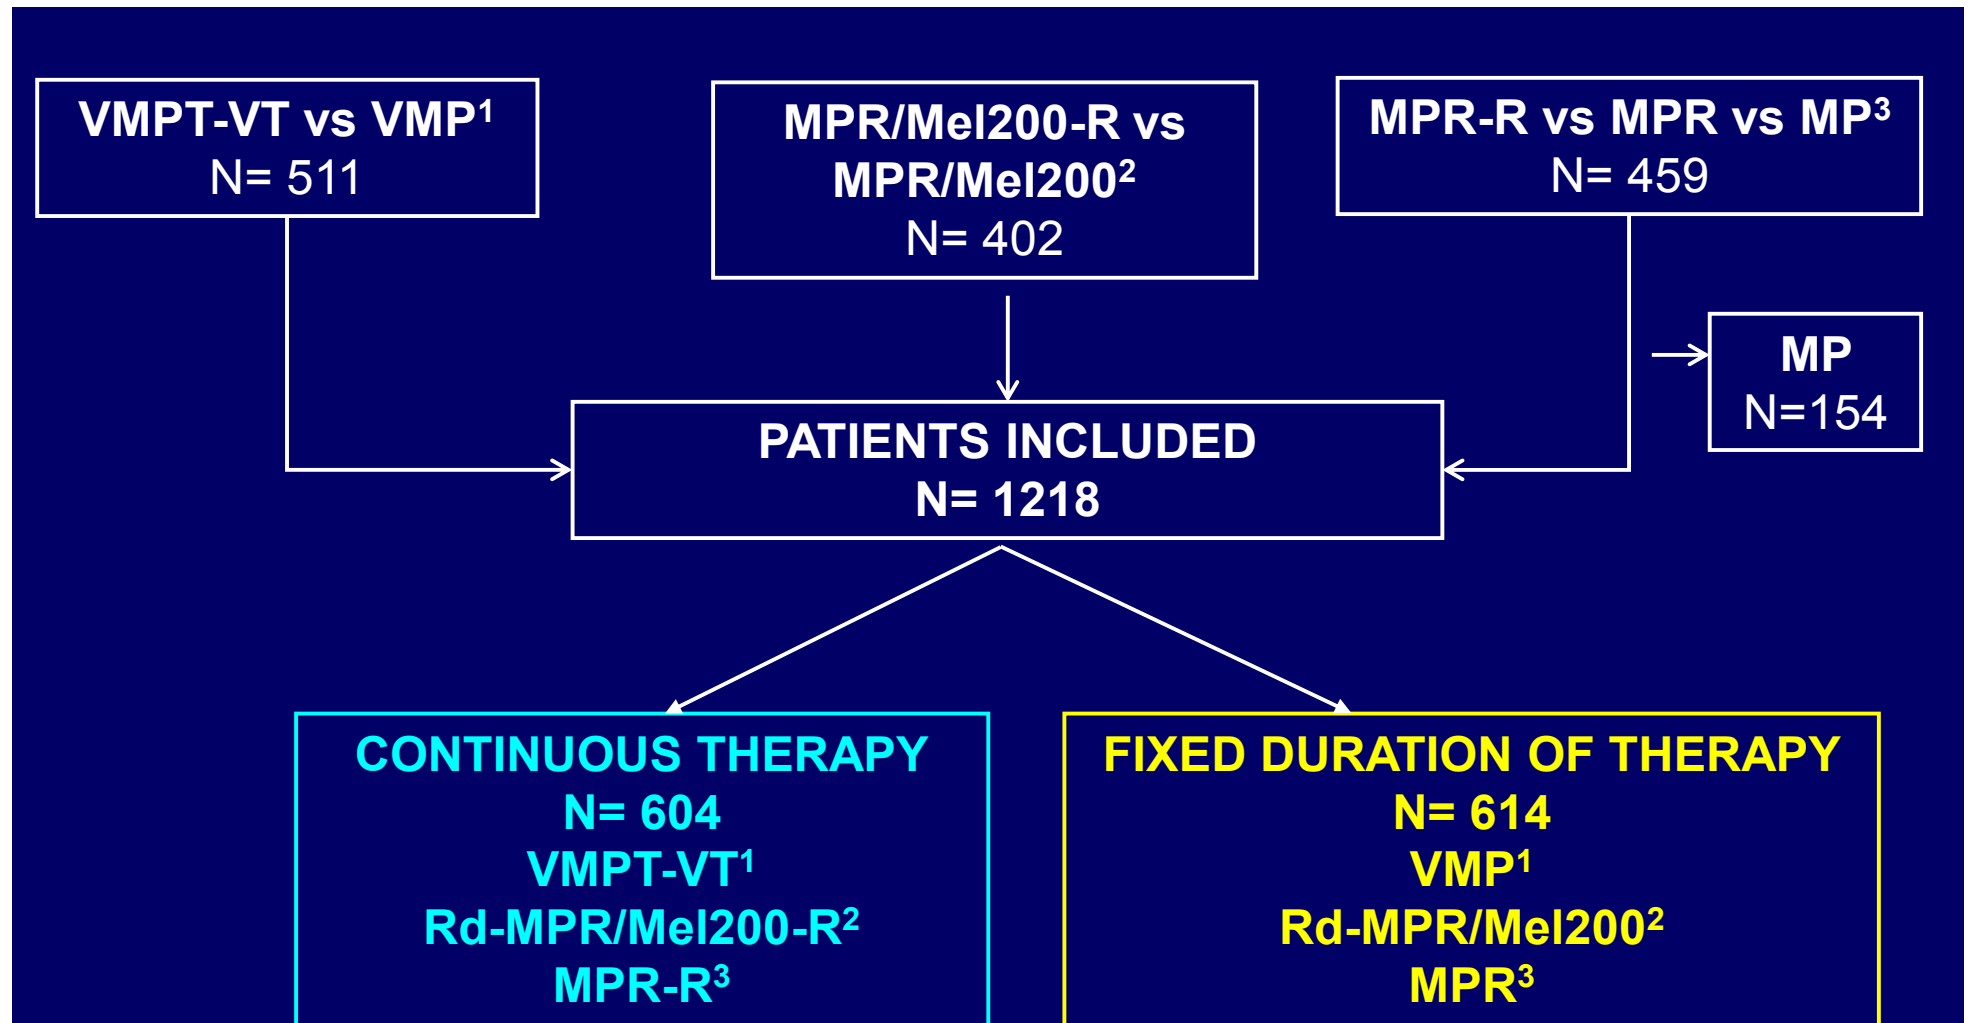 VMPT-VT vs VMP¹
N= 511
MPR/Mel200-R vs
MPR/Mel200²
N= 402
MPR-R vs MPR vs MP³
N= 459
MP
N=154
PATIENTS INCLUDED
N= 1218
CONTINUOUS THERAPY
N= 604
VMPT-VT¹
Rd-MPR/Mel200-R²
MPR-R³
FIXED DURATION OF THERAPY
N= 614
VMP¹
Rd-MPR/Mel200²
MPR³